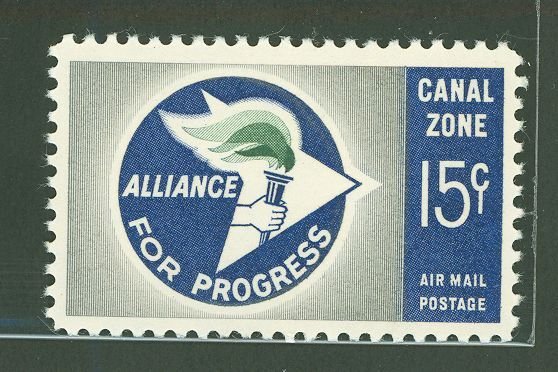 ALLIANCE
FOR PROGRESS
CANAL
ZONE
15¢
AIR MAIL
POSTAGE